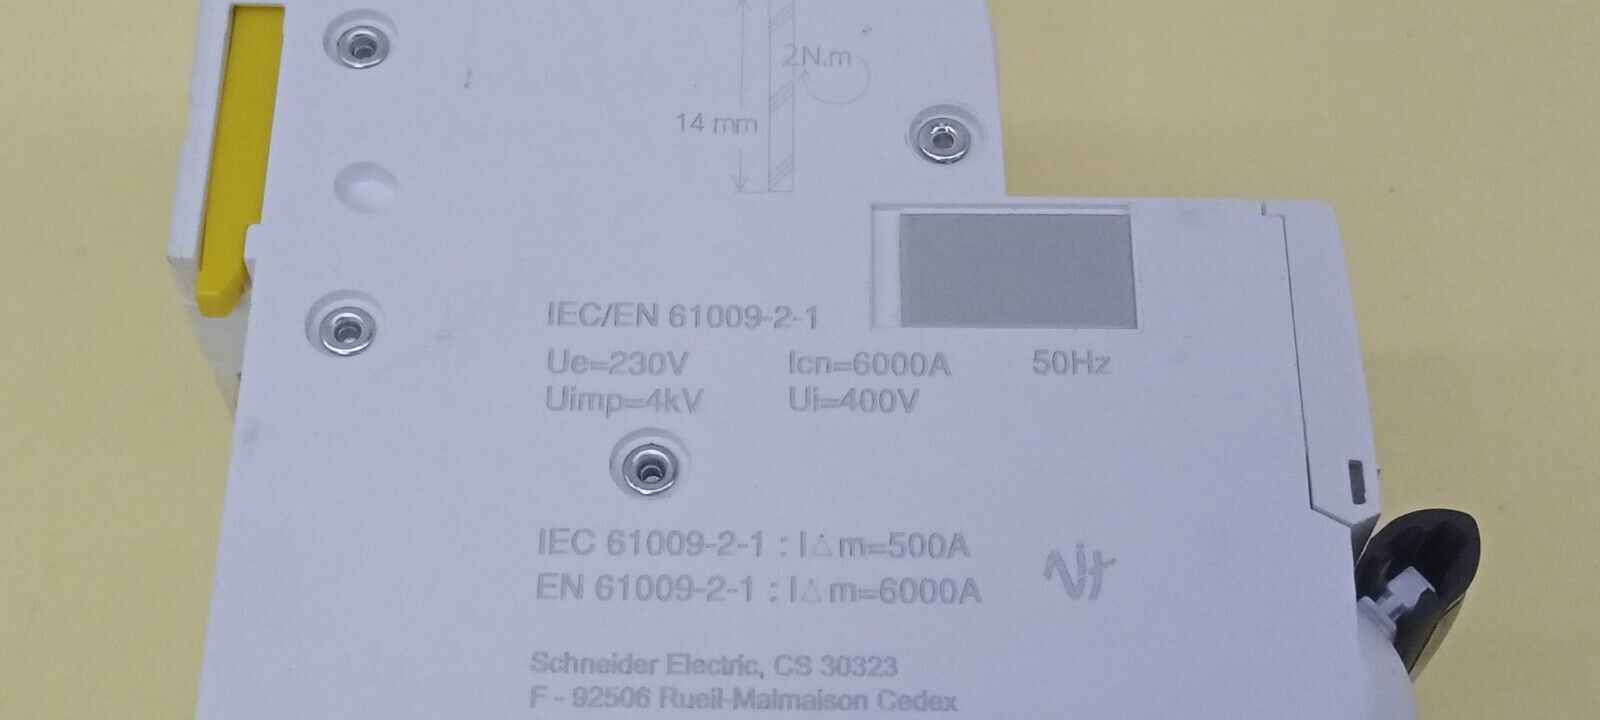 2N.m
14 mm
IEC/EN 61009-2-1
Ue=230V Icn=6000A 50Hz
Uimp=4kV Ui=400V
IEC 61009-2-1 : I△m=500A
EN 61009-2-1 : I△m=6000A
Schneider Electric, CS 30323
F - 92506 Rueil-Malmaison Cedex